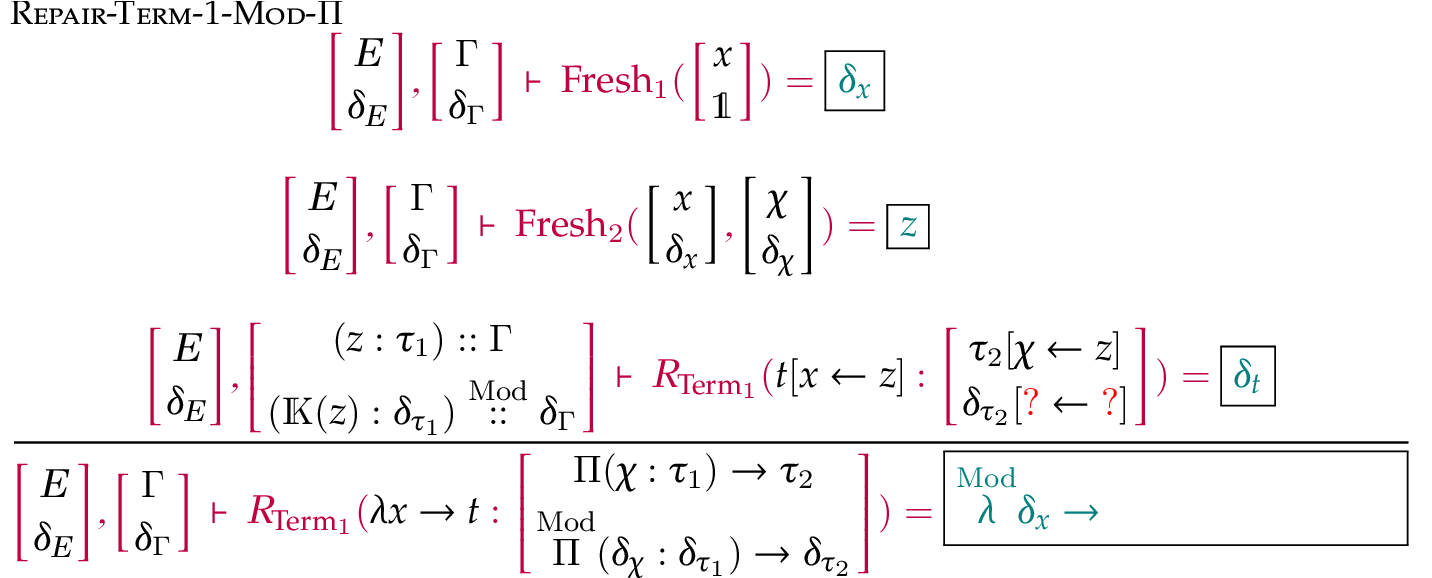 Repair-Term-1-Mod-Π
[E δ_E], [Γ δ_Γ] ⊢ Fresh₁([x 𝟙]) = δ_x
[E δ_E], [Γ δ_Γ] ⊢ Fresh₂([x δ_x], [χ δ_χ]) = z
[E δ_E], [(z : τ₁) :: Γ (𝕂(z) : δ_τ₁) Mod :: δ_Γ] ⊢ R_Term₁(t[x ← z] : [τ₂[χ ← z] δ_τ₂[? ← ?]]) = δ_t
[E δ_E], [Γ δ_Γ] ⊢ R_Term₁(λx → t : [Π(χ : τ₁) → τ₂ Mod Π (δ_χ : δ_τ₁) → δ_τ₂]) = Mod λ δ_x →